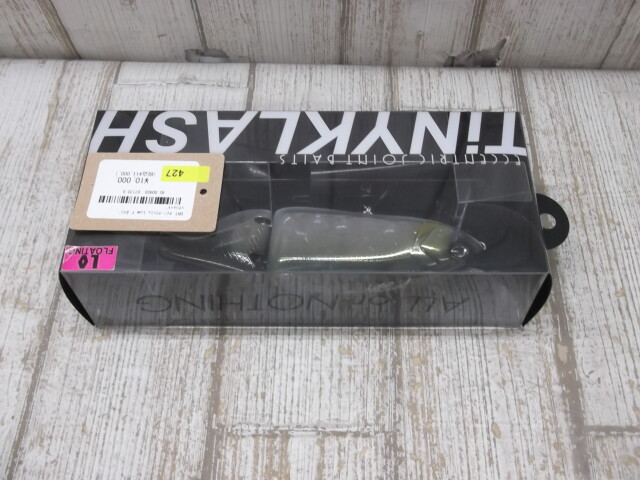 TiNYKLASH
ECCENTRIC JOINT BAITS
427
¥10,000
LO
FLOATING
ALL or NOTHING